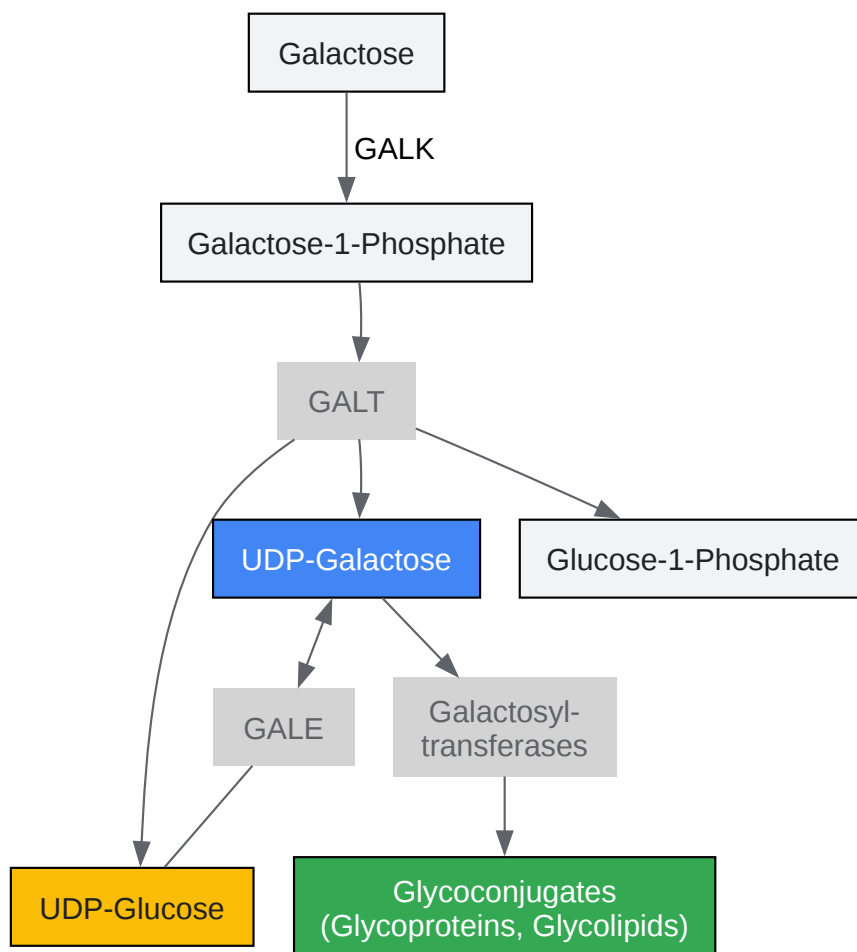 Galactose
GALK
Galactose-1-Phosphate
GALT
UDP-Galactose
Glucose-1-Phosphate
GALE
Galactosyl-
transferases
UDP-Glucose
Glycoconjugates
(Glycoproteins, Glycolipids)